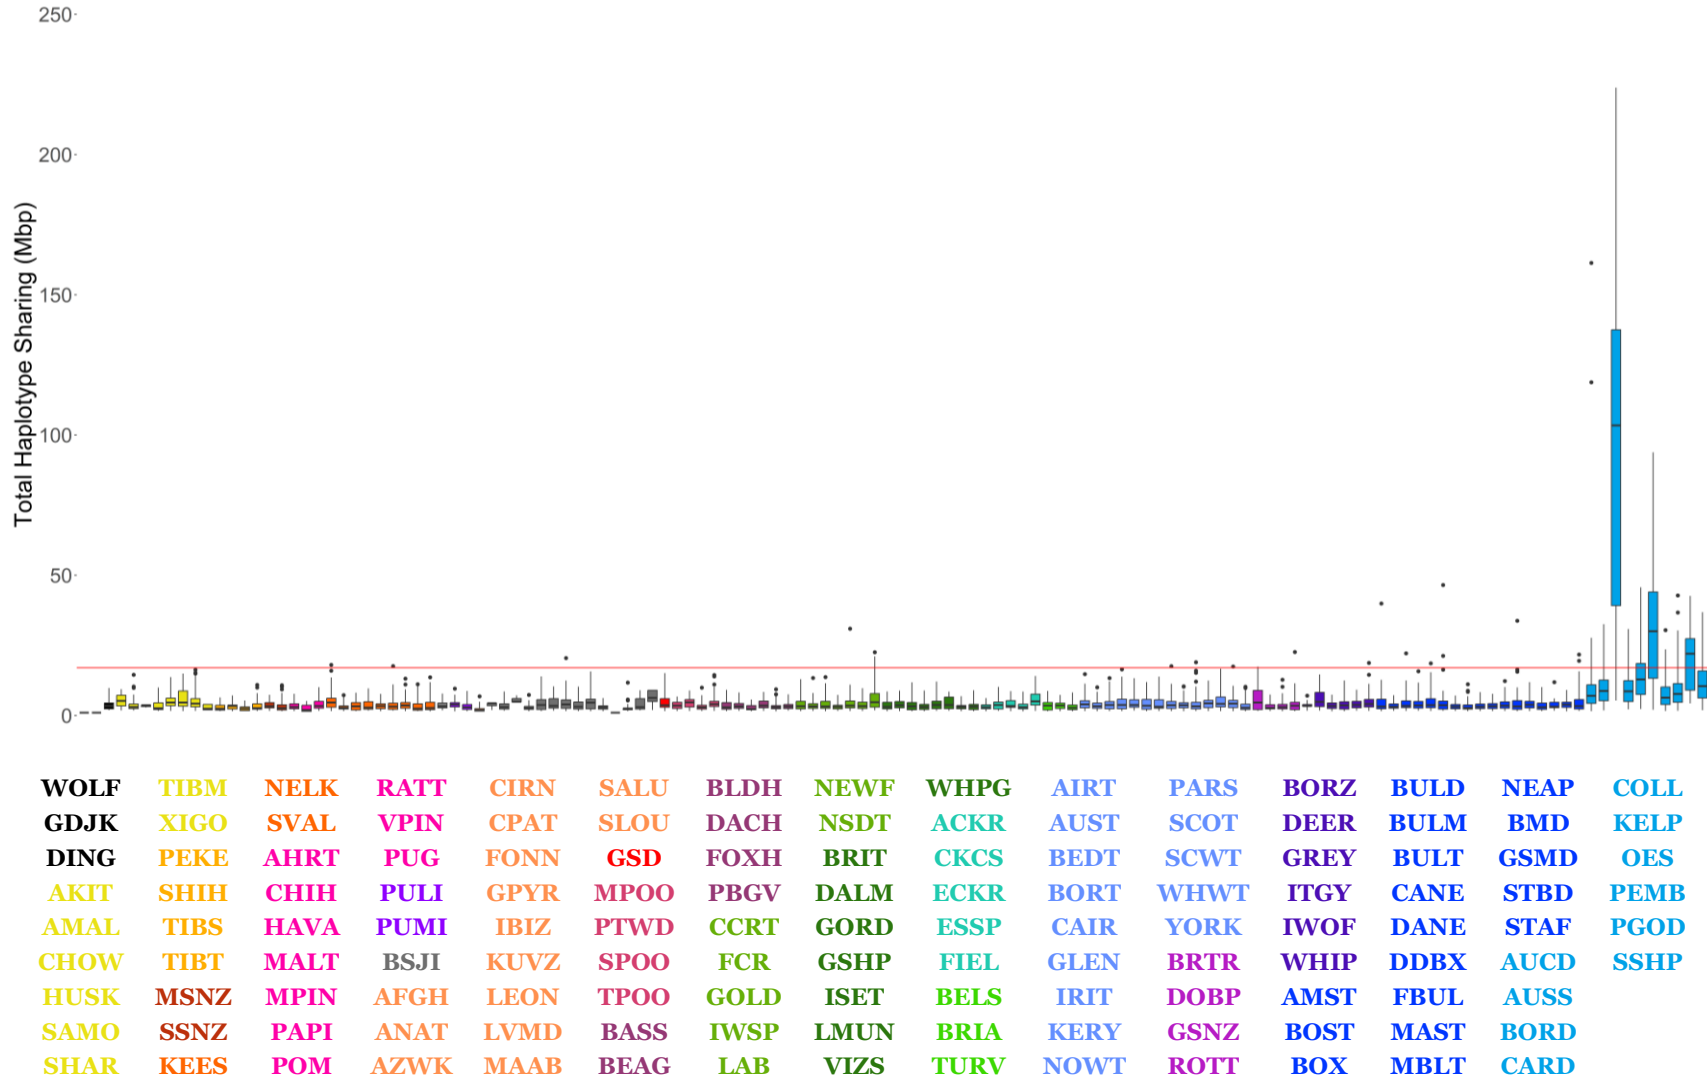 250
200
150
100
50
0
Total Haplotype Sharing (Mbp)
WOLF TIBM NELK RATT CIRN SALU BLDH NEWF WHPG AIRT PARS BORZ BULD NEAP COLL
GDJK XIGO SVAL VPIN CPAT SLOU DACH NSDT ACKR AUST SCOT DEER BULM BMD KELP
DING PEKE AHRT PUG FONN GSD FOXH BRIT CKCS BEDT SCWT GREY BULT GSMD OES
AKIT SHIH CHIH PULI GPYR MPOO PBGV DALM ECKR BORT WHWT ITGY CANE STBD PEMB
AMAL TIBS HAVA PUMI IBIZ PTWD CCRT GORD ESSP CAIR YORK IWOF DANE STAF PGOD
CHOW TIBT MALT BSJI KUVZ SPOO FCR GSHP FIEL GLEN BRTR WHIP DDBX AUCD SSHP
HUSK MSNZ MPIN AFGH LEON TPOO GOLD ISET BELS IRIT DOBP AMST FBUL AUSS
SAMO SSNZ PAPI ANAT LVMD BASS IWSP LMUN BRIA KERY GSNZ BOST MAST BORD
SHAR KEES POM AZWK MAAB BEAG LAB VIZS TURV NOWT ROTT BOX MBLT CARD